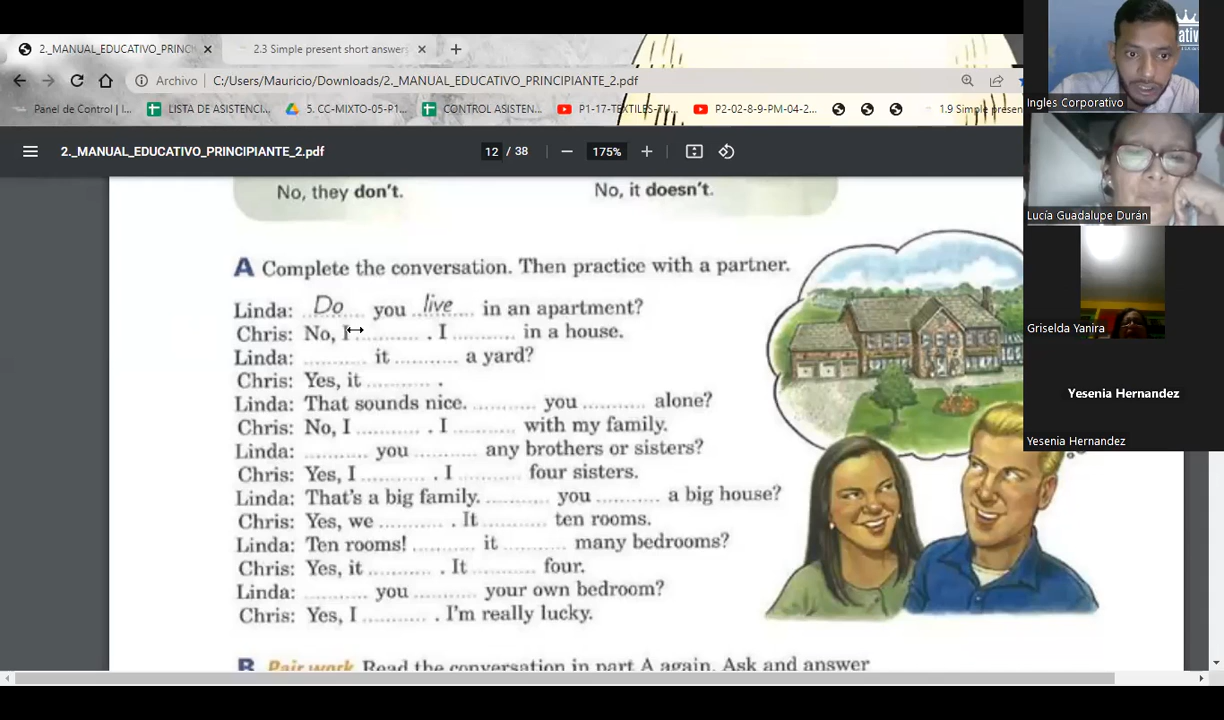 2._MANUAL_EDUCATIVO_PRINCI
2.3 Simple present short answers
Archivo
C:/Users/Mauricio/Downloads/2._MANUAL_EDUCATIVO_PRINCIPIANTE_2.pdf
Panel de Control | I...
LISTA DE ASISTENCI...
5. CC-MIXTO-05-P1...
CONTROL ASISTEN...
P1-17-TEXTILES-TU...
P2-02-8-9-PM-04-2...
1.9 Simple presen
2._MANUAL_EDUCATIVO_PRINCIPIANTE_2.pdf
12 / 38
175%
No, they don't.
No, it doesn't.
A Complete the conversation. Then practice with a partner.
Linda: Do you live in an apartment?
Chris: No, I .......... . I .......... in a house.
Linda: .......... it .......... a yard?
Chris: Yes, it .......... .
Linda: That sounds nice. .......... you .......... alone?
Chris: No, I .......... . I .......... with my family.
Linda: .......... you .......... any brothers or sisters?
Chris: Yes, I .......... . I .......... four sisters.
Linda: That's a big family. .......... you .......... a big house?
Chris: Yes, we .......... . It .......... ten rooms.
Linda: Ten rooms! .......... it .......... many bedrooms?
Chris: Yes, it .......... . It .......... four.
Linda: .......... you .......... your own bedroom?
Chris: Yes, I .......... . I'm really lucky.
B Pair work Read the conversation in part A again. Ask and answer
Ingles Corporativo
Lucía Guadalupe Durán
Griselda Yanira
Yesenia Hernandez
Yesenia Hernandez